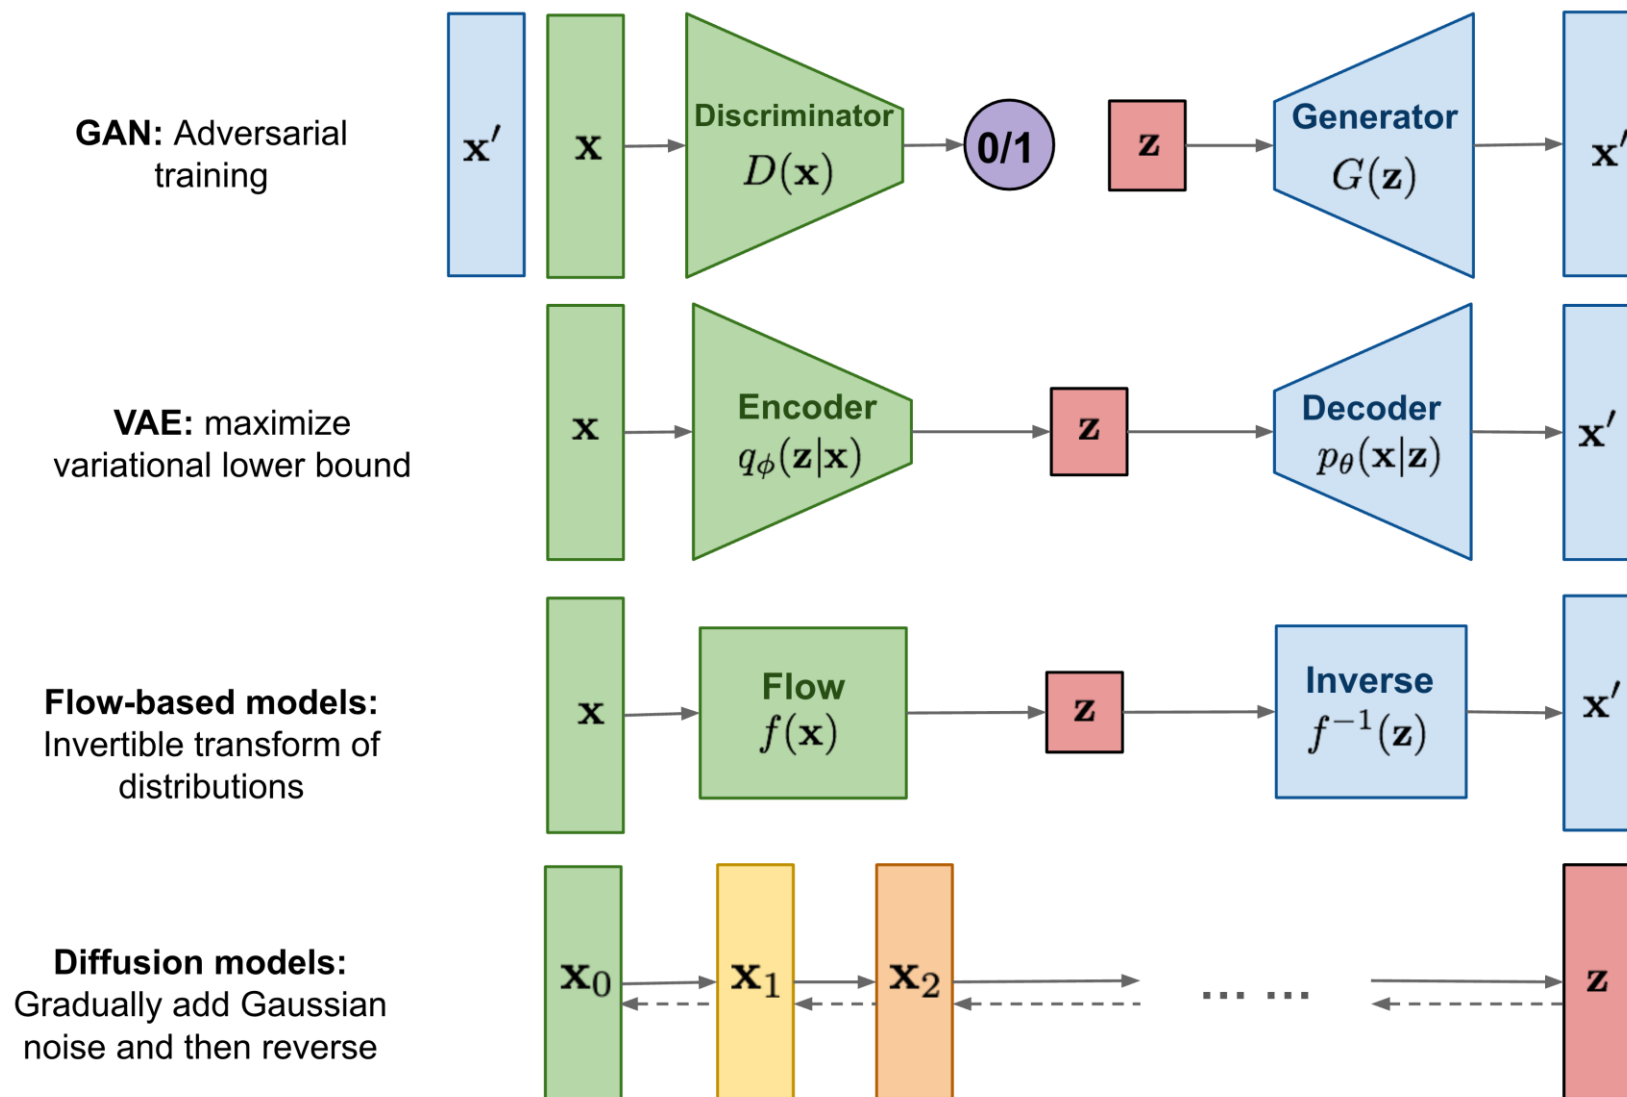 GAN: Adversarial
training
x′
x
Discriminator
D(x)
0/1
z
Generator
G(z)
x′
VAE: maximize
variational lower bound
x
Encoder
qϕ(z|x)
z
Decoder
pθ(x|z)
x′
Flow-based models:
Invertible transform of
distributions
x
Flow
f(x)
z
Inverse
f⁻¹(z)
x′
Diffusion models:
Gradually add Gaussian
noise and then reverse
x₀
x₁
x₂
... ...
z